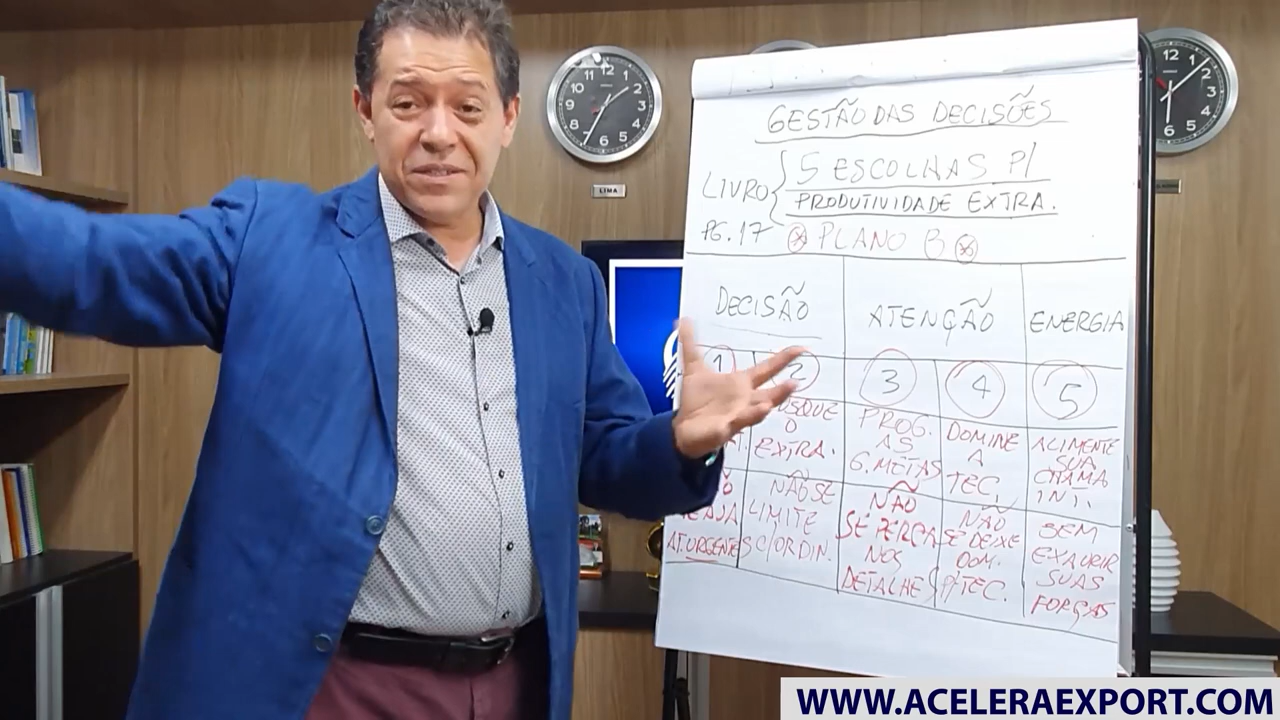 GESTÃO DAS DECISÕES
LIVRO
5 ESCOLHAS P/
PRODUTIVIDADE EXTRA.
PG. 17
PLANO B
DECISÃO
ATENÇÃO
ENERGIA
1
2
3
4
5
O
EXTRA.
PROG.
AS
G. METAS
DOMINE
A
TEC.
ALIMENTE
SUA
CHAMA
INT.
AT. URGENTE
NÃO SE
LIMITE
C/ORDIN.
NÃO
SE PERCA
NOS
DETALHES
NÃO
SE DEIXE
DOM.
P/TEC.
SEM
EXAURIR
SUAS
FORÇAS
LIMA
WWW.ACELERAEXPORT.COM